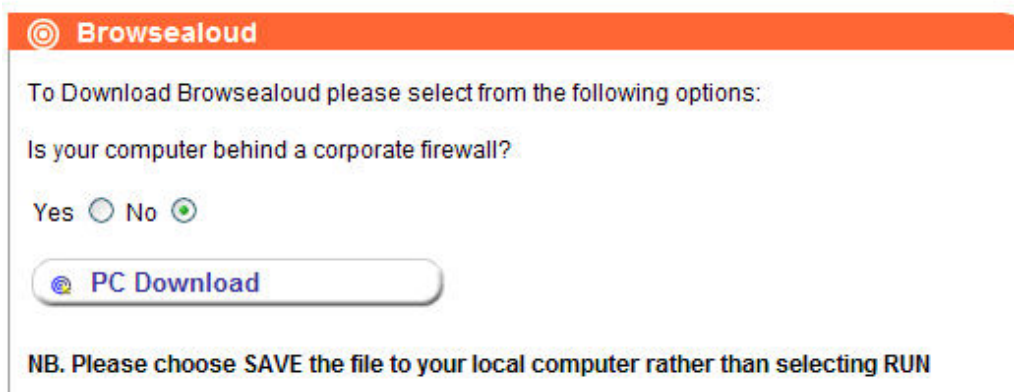 Browsealoud
To Download Browsealoud please select from the following options:
Is your computer behind a corporate firewall?
Yes No
PC Download
NB. Please choose SAVE the file to your local computer rather than selecting RUN